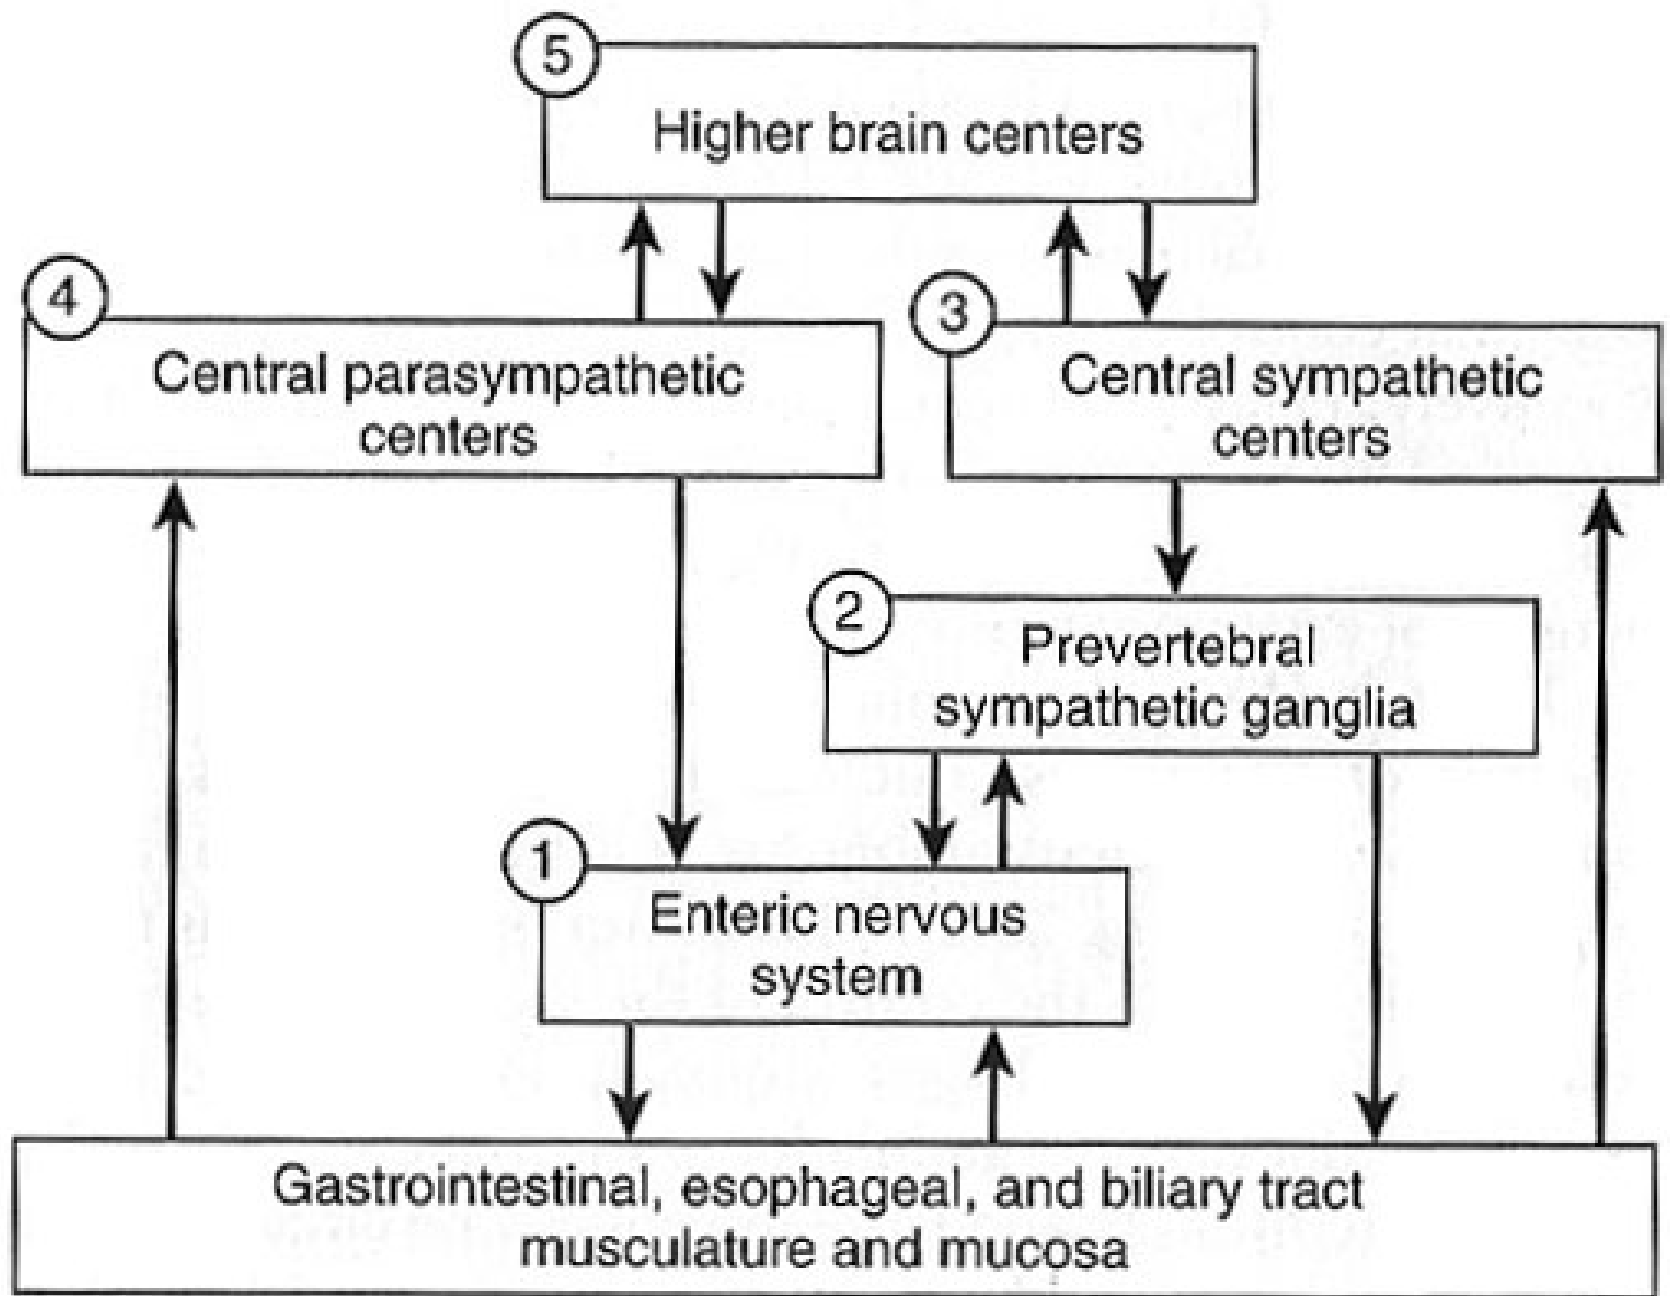 5
Higher brain centers
4
Central parasympathetic
centers
3
Central sympathetic
centers
2
Prevertebral
sympathetic ganglia
1
Enteric nervous
system
Gastrointestinal, esophageal, and biliary tract
musculature and mucosa